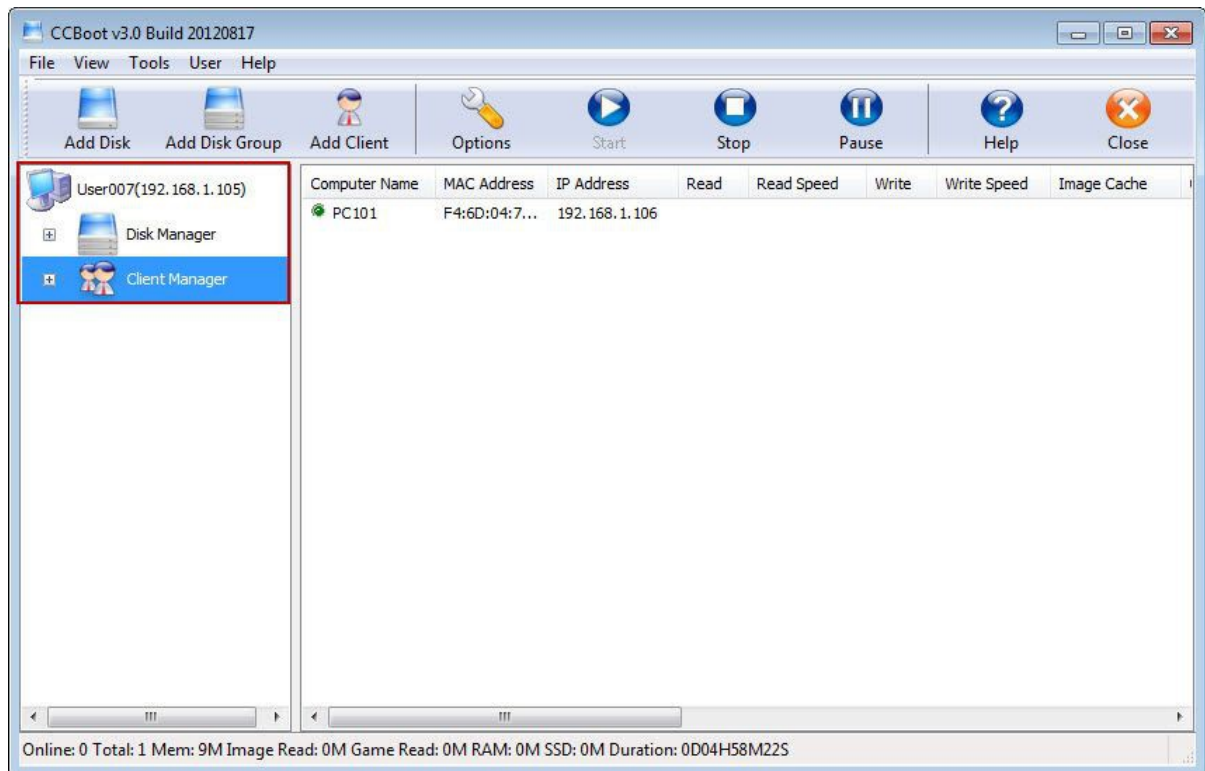 CCBoot v3.0 Build 20120817
File View Tools User Help
Add Disk Add Disk Group Add Client Options Start Stop Pause Help Close
User007(192.168.1.105)
Disk Manager
Client Manager
Computer Name MAC Address IP Address Read Read Speed Write Write Speed Image Cache
PC101 F4:6D:04:7... 192.168.1.106
Online: 0 Total: 1 Mem: 9M Image Read: 0M Game Read: 0M RAM: 0M SSD: 0M Duration: 0D04H58M22S